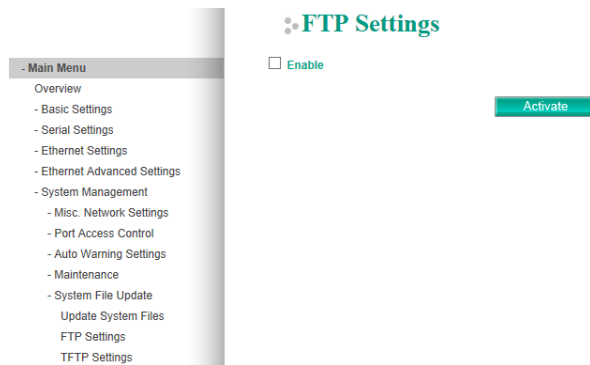 FTP Settings
- Main Menu
Enable
Overview
- Basic Settings
Activate
- Serial Settings
- Ethernet Settings
- Ethernet Advanced Settings
- System Management
- Misc. Network Settings
- Port Access Control
- Auto Warning Settings
- Maintenance
- System File Update
Update System Files
FTP Settings
TFTP Settings